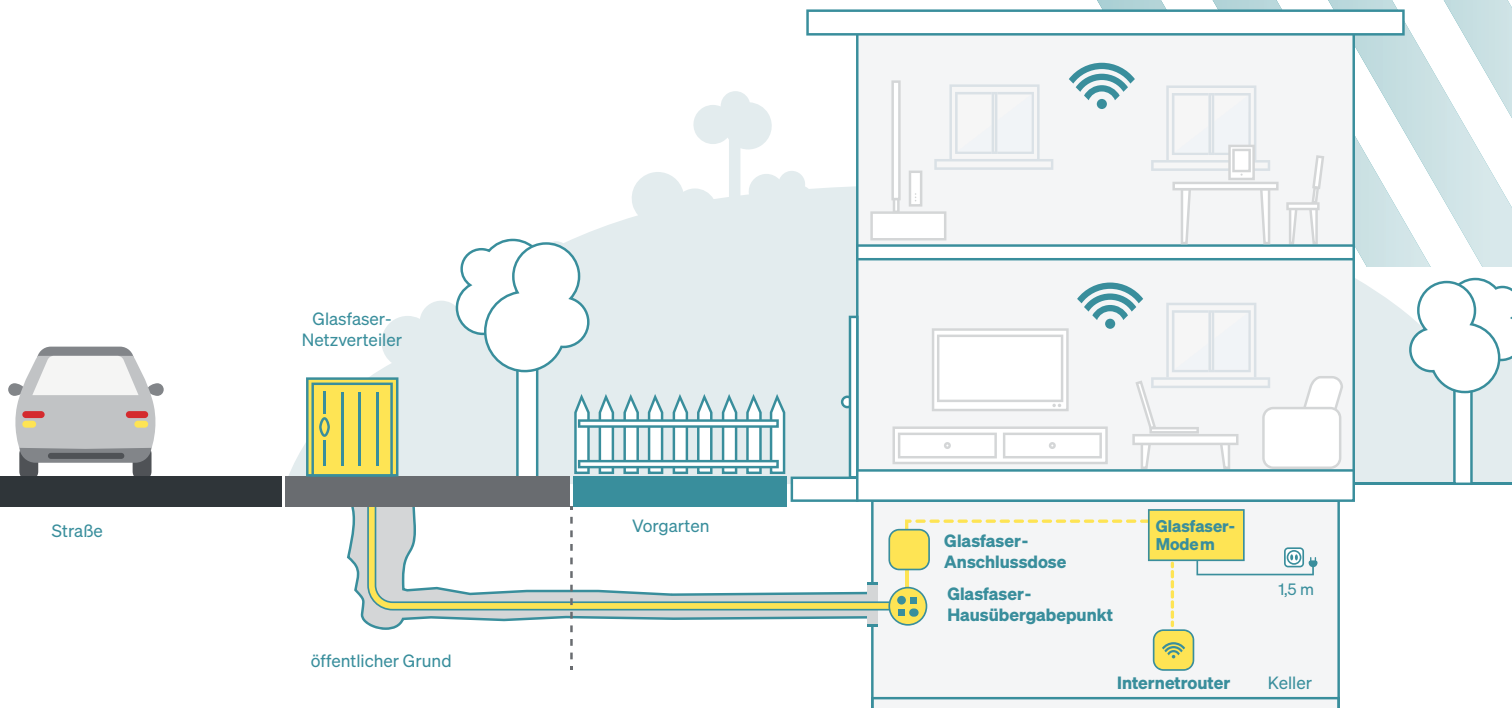 Glasfaser-
Netzverteiler
Straße
Vorgarten
öffentlicher Grund
Glasfaser-
Anschlussdose
Glasfaser-
Hausübergabepunkt
Glasfaser-
Modem
1,5 m
Internetrouter
Keller